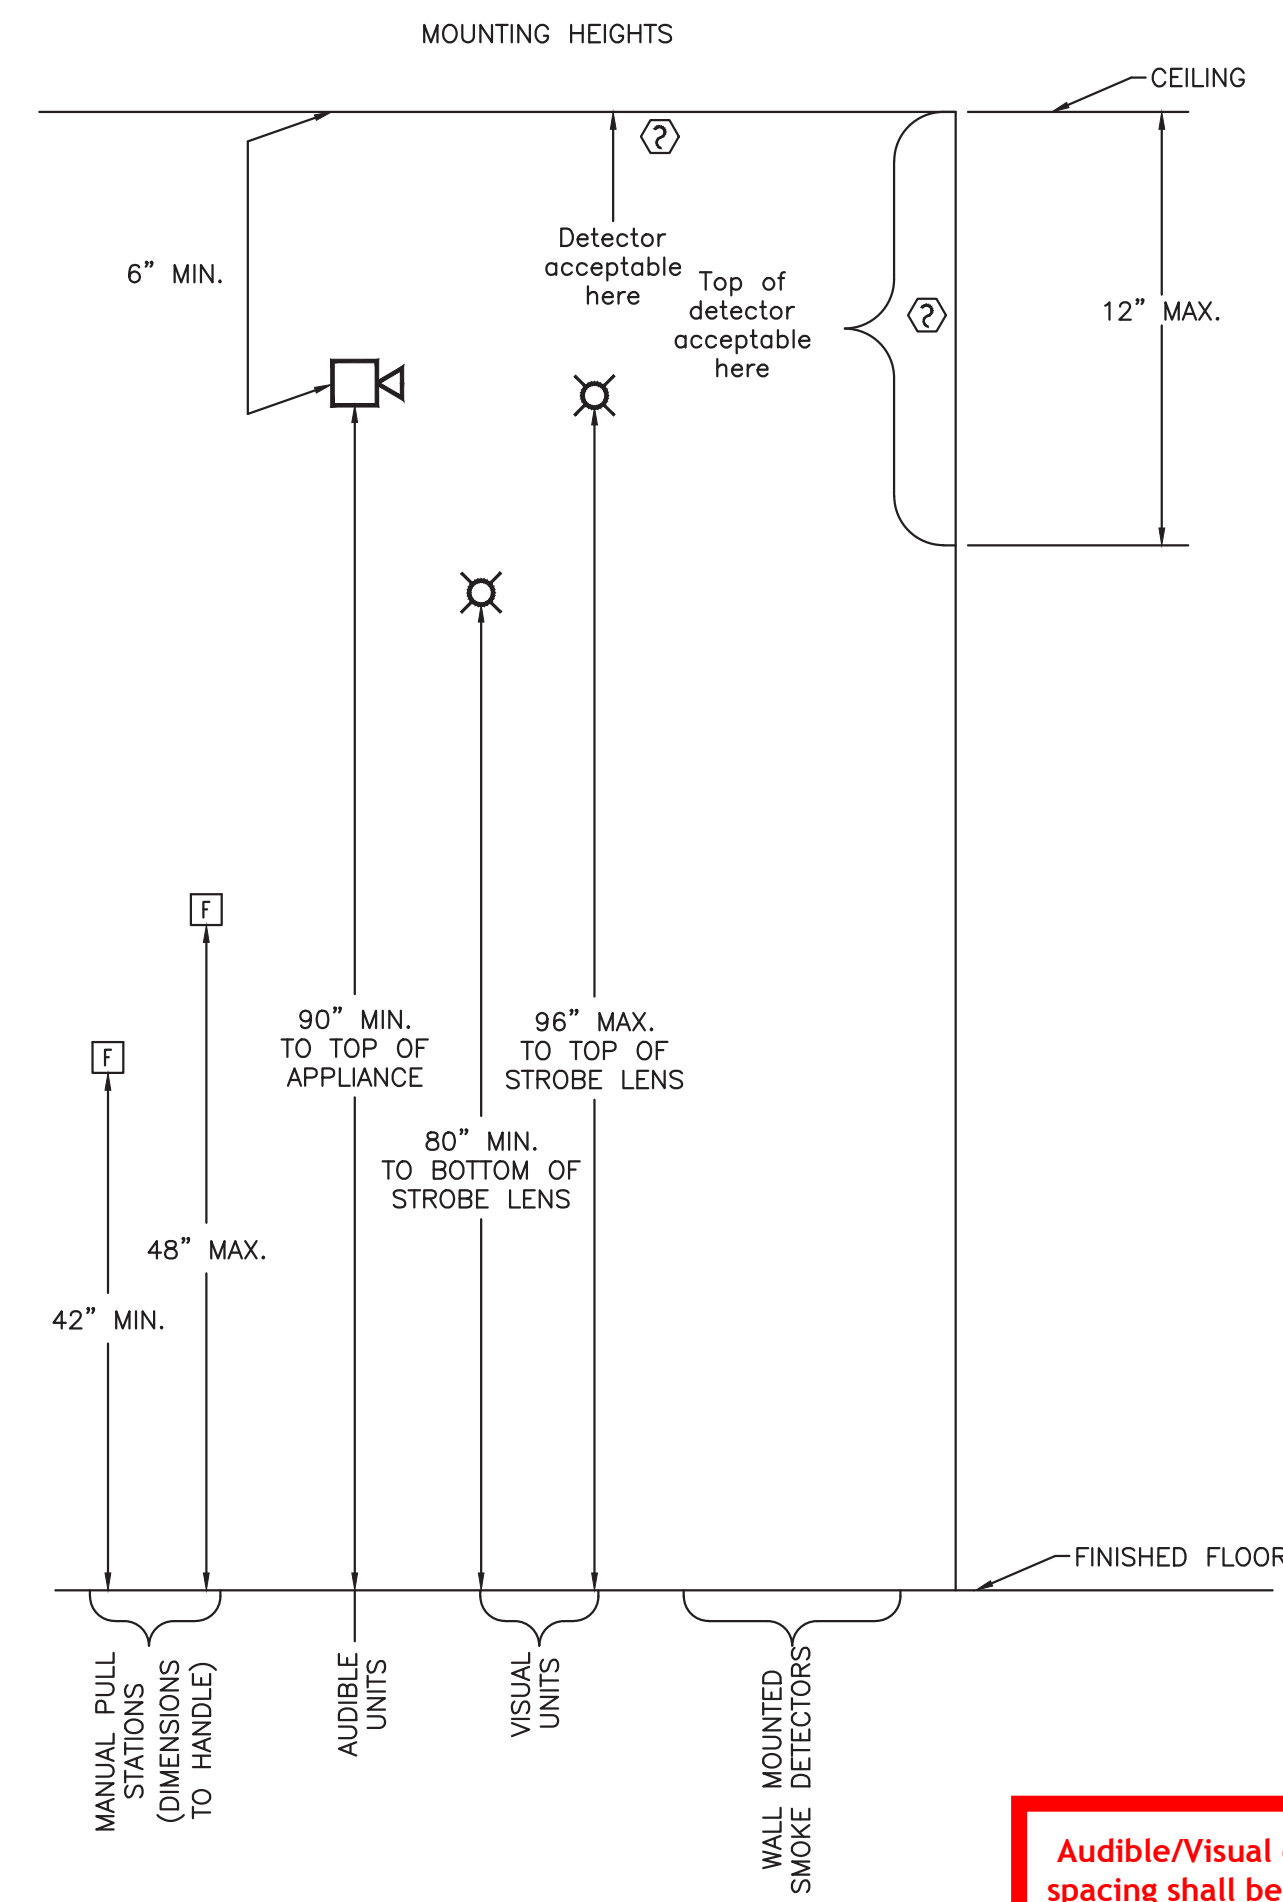 MOUNTING HEIGHTS
CEILING
6” MIN.
Detector
acceptable
here
Top of
detector
acceptable
here
12” MAX.
F
F
90” MIN.
TO TOP OF
APPLIANCE
96” MAX.
TO TOP OF
STROBE LENS
80” MIN.
TO BOTTOM OF
STROBE LENS
48” MAX.
42” MIN.
FINISHED FLOOR
MANUAL PULL
STATIONS
(DIMENSIONS
TO HANDLE)
AUDIBLE
UNITS
VISUAL
UNITS
WALL MOUNTED
SMOKE DETECTORS
Audible/Visual
spacing shall be